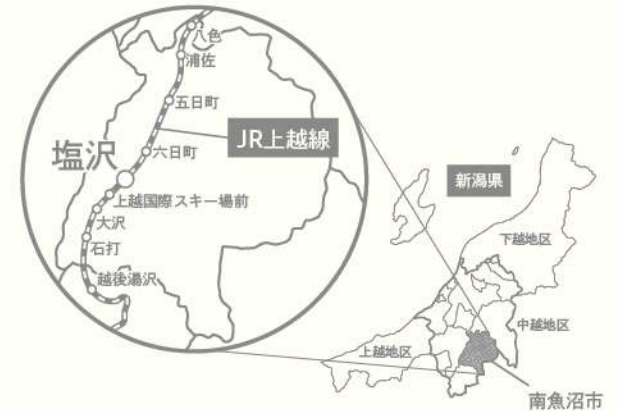 八色
浦佐
五日町
JR上越線
六日町
塩沢
上越国際スキー場前
大沢
石打
越後湯沢
新潟県
下越地区
中越地区
上越地区
南魚沼市